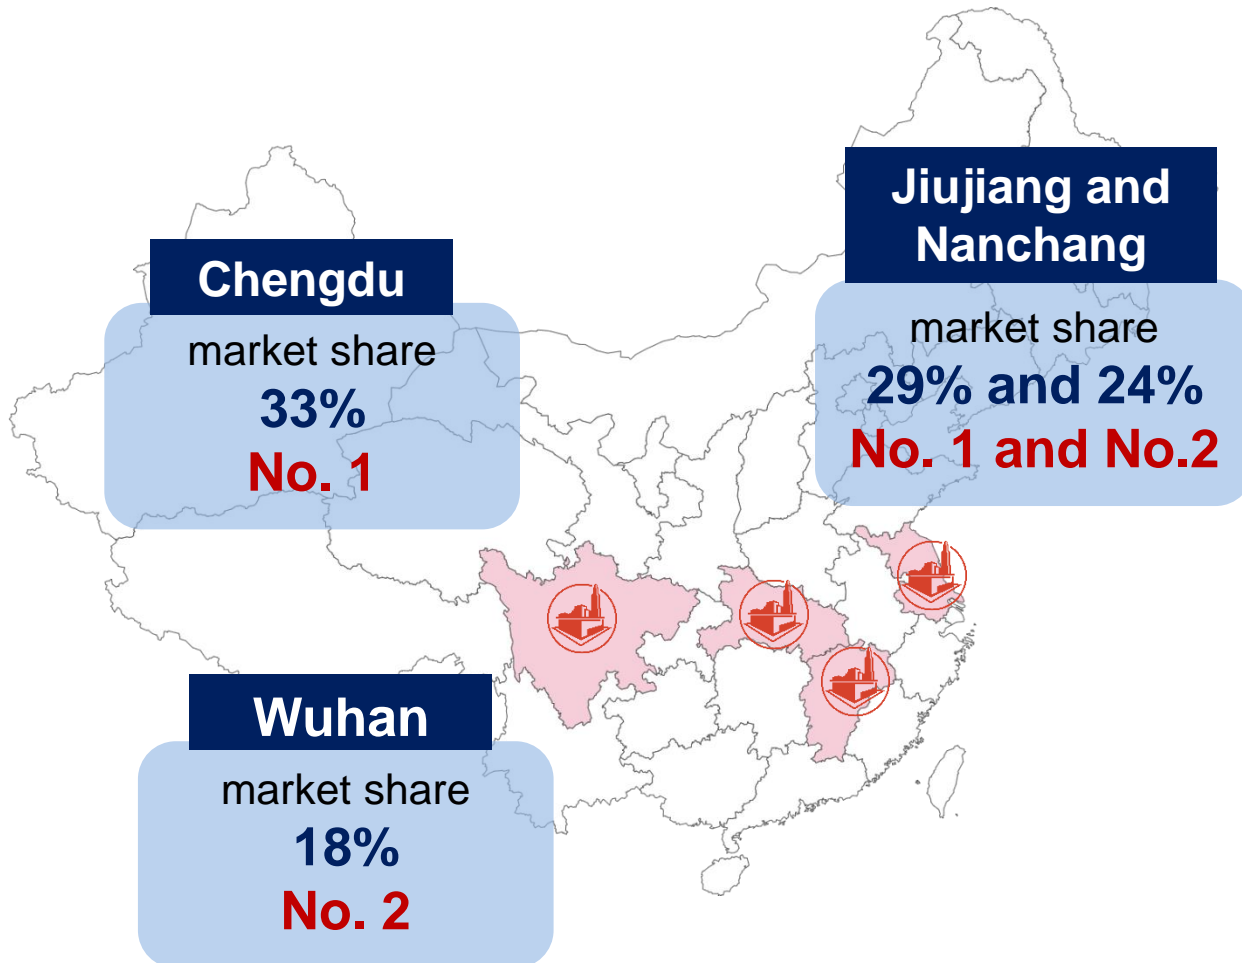 Chengdu
market share
33%
No. 1
Jiujiang and
Nanchang
market share
29% and 24%
No. 1 and No.2
Wuhan
market share
18%
No. 2